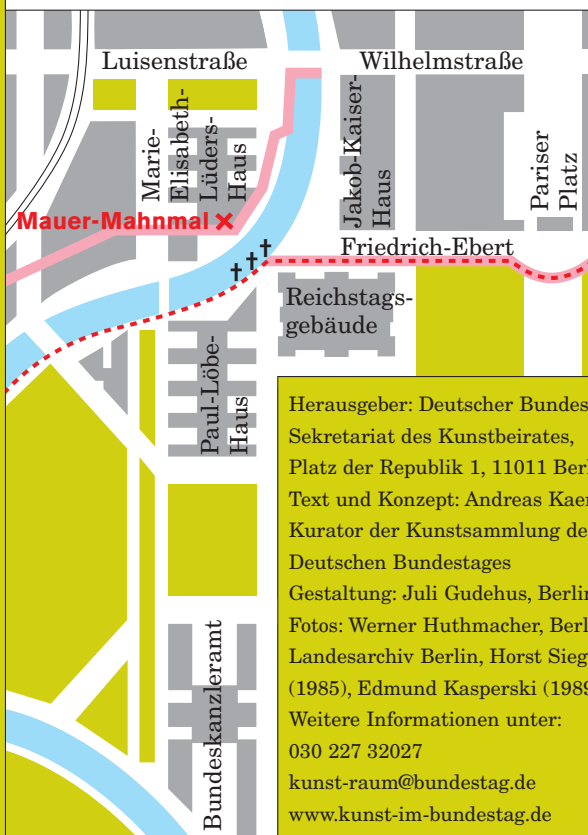 Luisenstraße
Wilhelmstraße
Marie-
Elisabeth-
Lüders-
Haus
Jakob-Kaiser-
Haus
Pariser
Platz
Mauer-Mahnmal
Friedrich-Ebert
Reichstags-
gebäude
Paul-Löbe-
Haus
Bundeskanzleramt
Herausgeber: Deutscher Bundes
Sekretariat des Kunstbeirates,
Platz der Republik 1, 11011 Ber
Text und Konzept: Andreas Kaer
Kurator der Kunstsammlung de
Deutschen Bundestages
Gestaltung: Juli Gudehus, Berlin
Fotos: Werner Huthmacher, Berl
Landesarchiv Berlin, Horst Sieg
(1985), Edmund Kasperski (1989
Weitere Informationen unter:
030 227 32027
kunst-raum@bundestag.de
www.kunst-im-bundestag.de